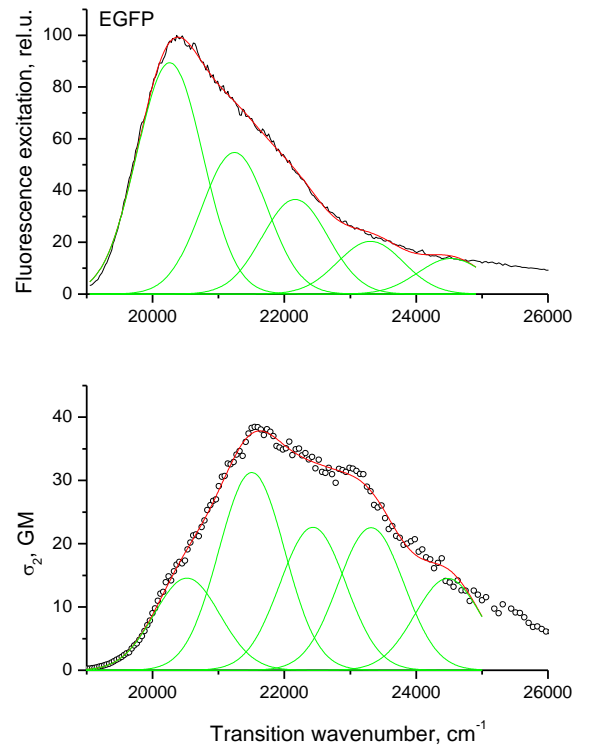 EGFP
Fluorescence excitation, rel.u.
100
80
60
40
20
0
20000 22000 24000 26000
σ₂, GM
40
30
20
10
0
20000 22000 24000 26000
Transition wavenumber, cm⁻¹